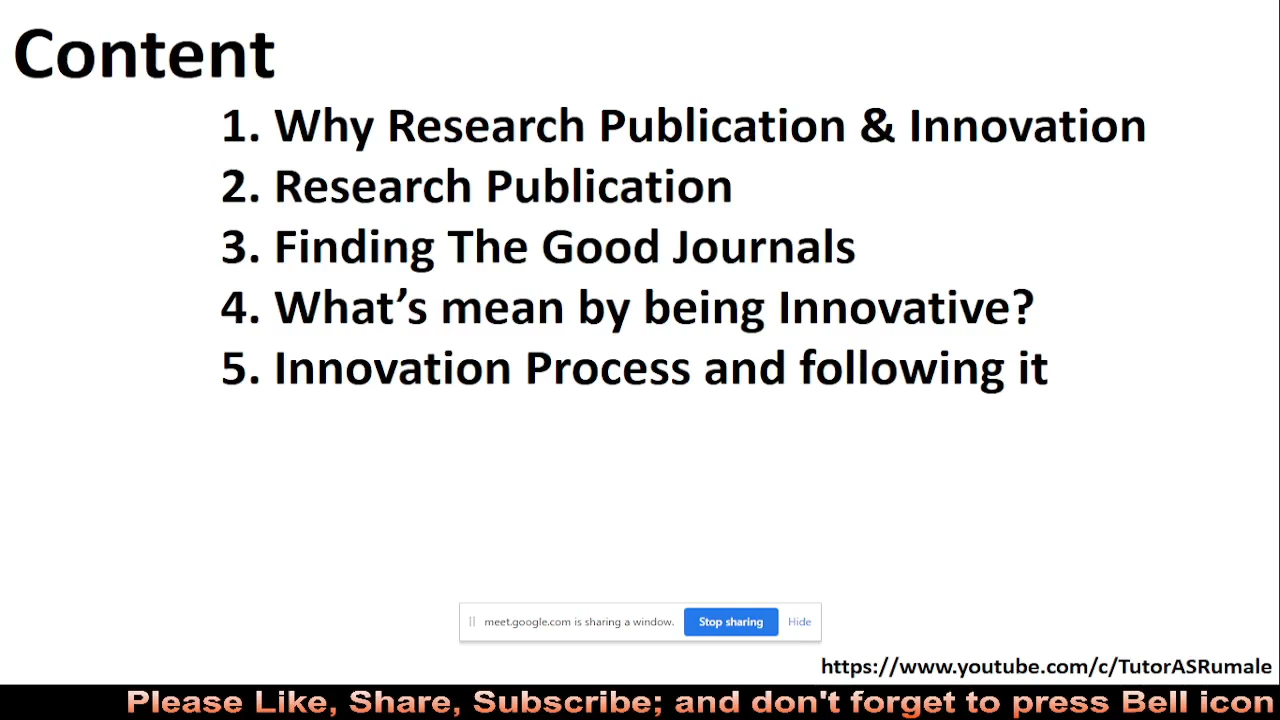 Content
1. Why Research Publication & Innovation
2. Research Publication
3. Finding The Good Journals
4. What’s mean by being Innovative?
5. Innovation Process and following it
meet.google.com is sharing a window. Stop sharing Hide
https://www.youtube.com/c/TutorASRumale
Please Like, Share, Subscribe; and don't forget to press Bell icon